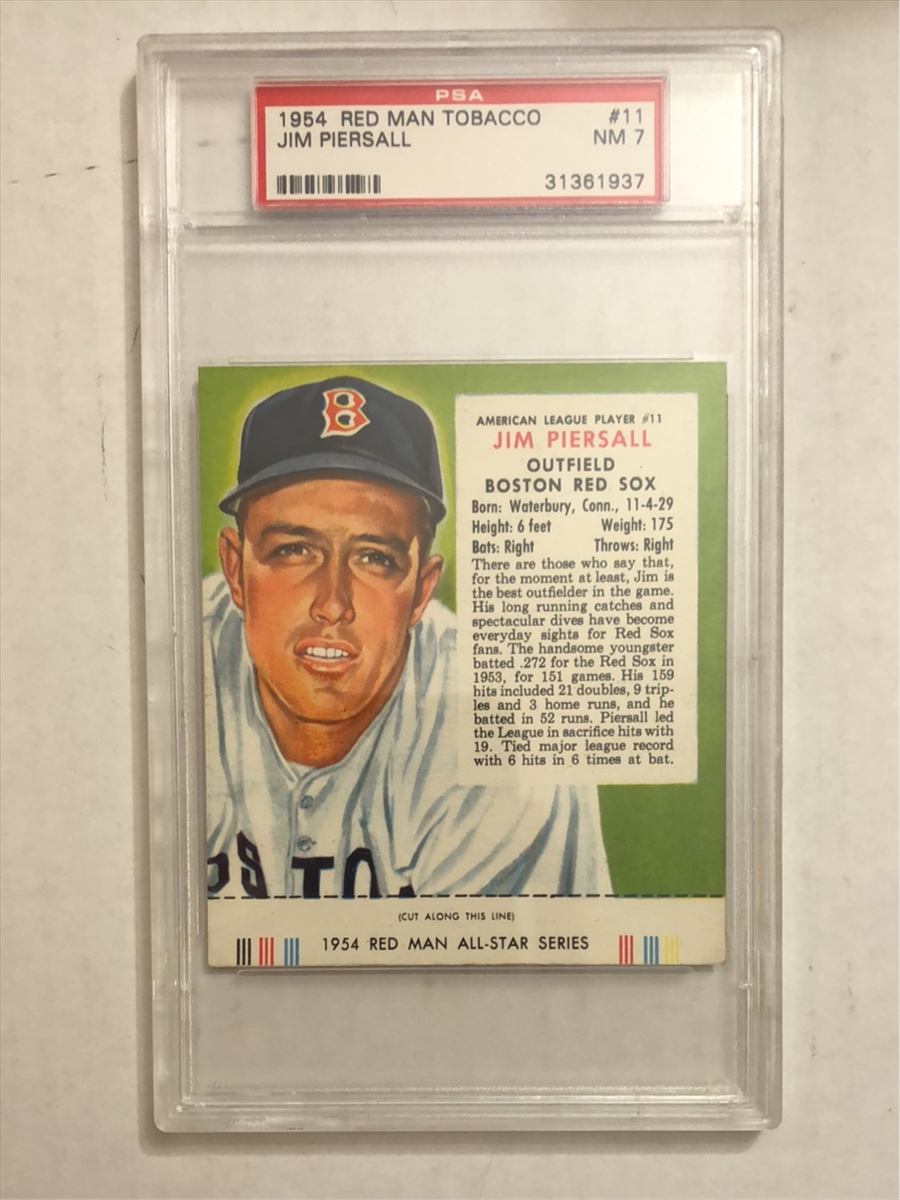 PSA
1954 RED MAN TOBACCO #11
JIM PIERSALL NM 7
31361937
B
AMERICAN LEAGUE PLAYER #11
JIM PIERSALL
OUTFIELD
BOSTON RED SOX
Born: Waterbury, Conn., 11-4-29
Height: 6 feet Weight: 175
Bats: Right Throws: Right
There are those who say that,
for the moment at least, Jim is
the best outfielder in the game.
His long running catches and
spectacular dives have become
everyday sights for Red Sox
fans. The handsome youngster
batted .272 for the Red Sox in
1953, for 151 games. His 159
hits included 21 doubles, 9 trip-
les and 3 home runs, and he
batted in 52 runs. Piersall led
the League in sacrifice hits with
19. Tied major league record
with 6 hits in 6 times at bat.
OSTON
(CUT ALONG THIS LINE)
1954 RED MAN ALL-STAR SERIES